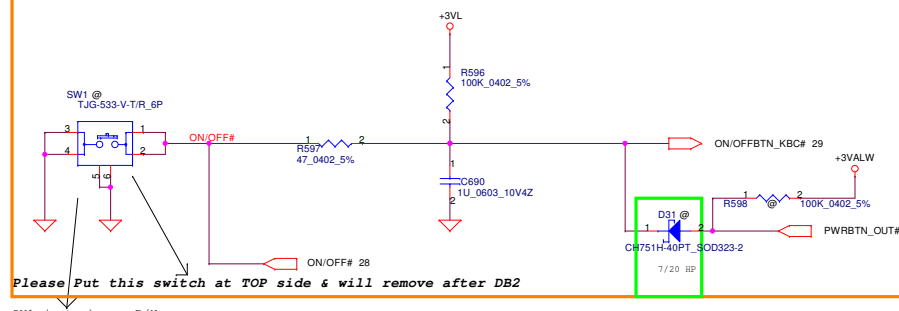 +3VL
1
R596
100K_0402_5%
2
SW1 @
TJG-533-V-T/R_6P
3
1
4
2
5
6
ON/OFF#
1
2
R597
47_0402_5%
1
C690
1U_0603_10V4Z
2
ON/OFFBTN_KBC# 29
+3VALW
1
2
R598
@
100K_0402_5%
D31 @
1
2
CH751H-40PT_SOD323-2
PWRBTN_OUT#
7/20 HP
ON/OFF# 28
Please Put this switch at TOP side & will remove after DB2